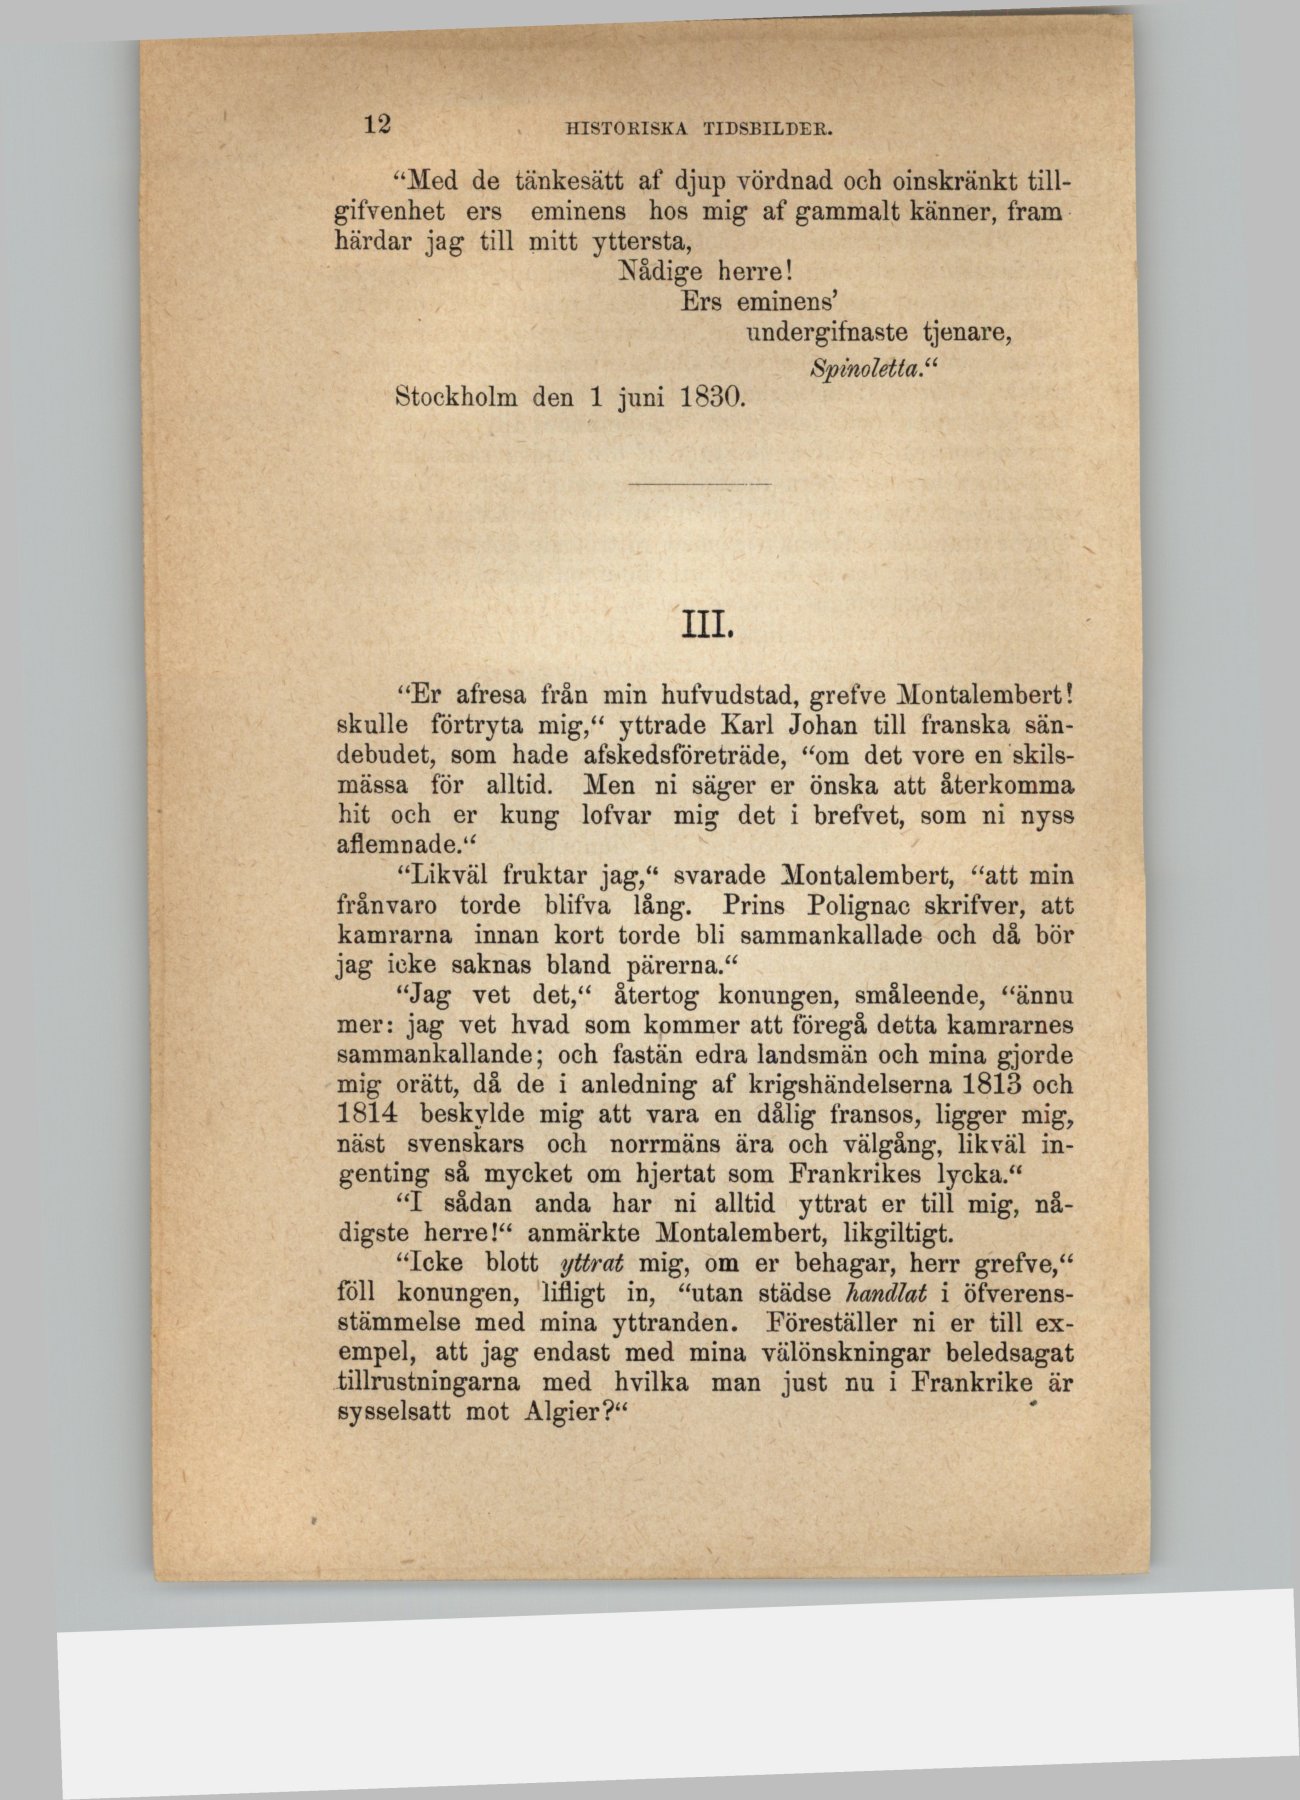 12 HISTORISKA TIDSBILDER.
“Med de tänkesätt af djup vördnad och oinskränkt till-
gifvenhet ers eminens hos mig af gammalt känner, fram
härdar jag till mitt yttersta,
Nådige herre!
Ers eminens’
undergifnaste tjenare,
Spinoletta.“
Stockholm den 1 juni 1830.
III.
“Er afresa från min hufvudstad, grefve Montalembert!
skulle förtryta mig,“ yttrade Karl Johan till franska sän-
debudet, som hade afskedsföreträde, “om det vore en skils-
mässa för alltid. Men ni säger er önska att återkomma
hit och er kung lofvar mig det i brefvet, som ni nyss
aflemnade.“
“Likväl fruktar jag,“ svarade Montalembert, “att min
frånvaro torde blifva lång. Prins Polignac skrifver, att
kamrarna innan kort torde bli sammankallade och då bör
jag icke saknas bland pärerna.“
“Jag vet det,“ återtog konungen, småleende, “ännu
mer: jag vet hvad som kommer att föregå detta kamrarnes
sammankallande; och fastän edra landsmän och mina gjorde
mig orätt, då de i anledning af krigshändelserna 1813 och
1814 beskylde mig att vara en dålig fransos, ligger mig,
näst svenskars och norrmäns ära och välgång, likväl in-
genting så mycket om hjertat som Frankrikes lycka.“
“I sådan anda har ni alltid yttrat er till mig, nå-
digste herre!“ anmärkte Montalembert, likgiltigt.
“Icke blott yttrat mig, om er behagar, herr grefve,“
föll konungen, lifligt in, “utan städse handlat i öfverens-
stämmelse med mina yttranden. Föreställer ni er till ex-
empel, att jag endast med mina välönskningar beledsagat
tillrustningarna med hvilka man just nu i Frankrike är
sysselsatt mot Algier?“